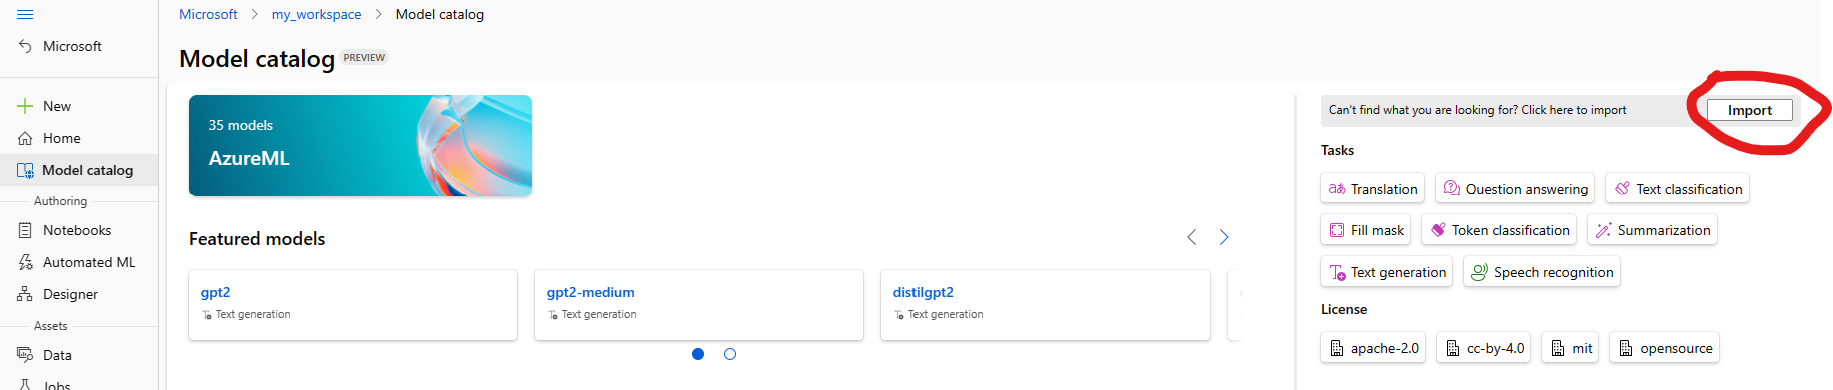 Microsoft
New
Home
Model catalog
Authoring
Notebooks
Automated ML
Designer
Assets
Data
Jobs
Microsoft > my_workspace > Model catalog
Model catalog PREVIEW
35 models
AzureML
Featured models
gpt2
Text generation
gpt2-medium
Text generation
distilgpt2
Text generation
Can't find what you are looking for? Click here to import Import
Tasks
Translation Question answering Text classification
Fill mask Token classification Summarization
Text generation Speech recognition
License
apache-2.0 cc-by-4.0 mit opensource